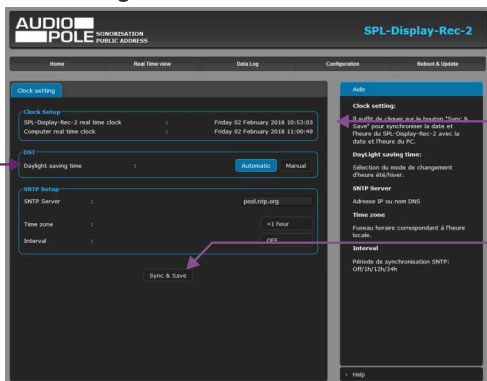 AUDIO
POLE SONORISATION
PUBLIC ADDRESS
SPL-Display-Rec-2
Home Real Time view Data Log Configuration Reboot & Update
Clock setting
Clock Setup
SPL-Display-Rec-2 real time clock : Friday 02 February 2018 10:53:03
Computer real time clock : Friday 02 February 2018 11:00:49
DST
Daylight saving time : Automatic Manual
SNTP Setup
SNTP Server : pool.ntp.org
Time zone : +1 hour
Interval : OFF
Sync & Save
Aide
Clock setting:
Il suffit de cliquer sur le bouton "Sync &
Save" pour synchroniser la date et
l'heure du SPL-Display-Rec-2 avec la
date et l'heure du PC.
DayLight saving time:
Sélection du mode de changement
d'heure été/hiver.
SNTP Server
Adresse IP ou nom DNS
Time zone
Fuseau horaire correspondant à l'heure
locale.
Interval
Période de synchronisation SNTP:
Off/1h/12h/24h
Help